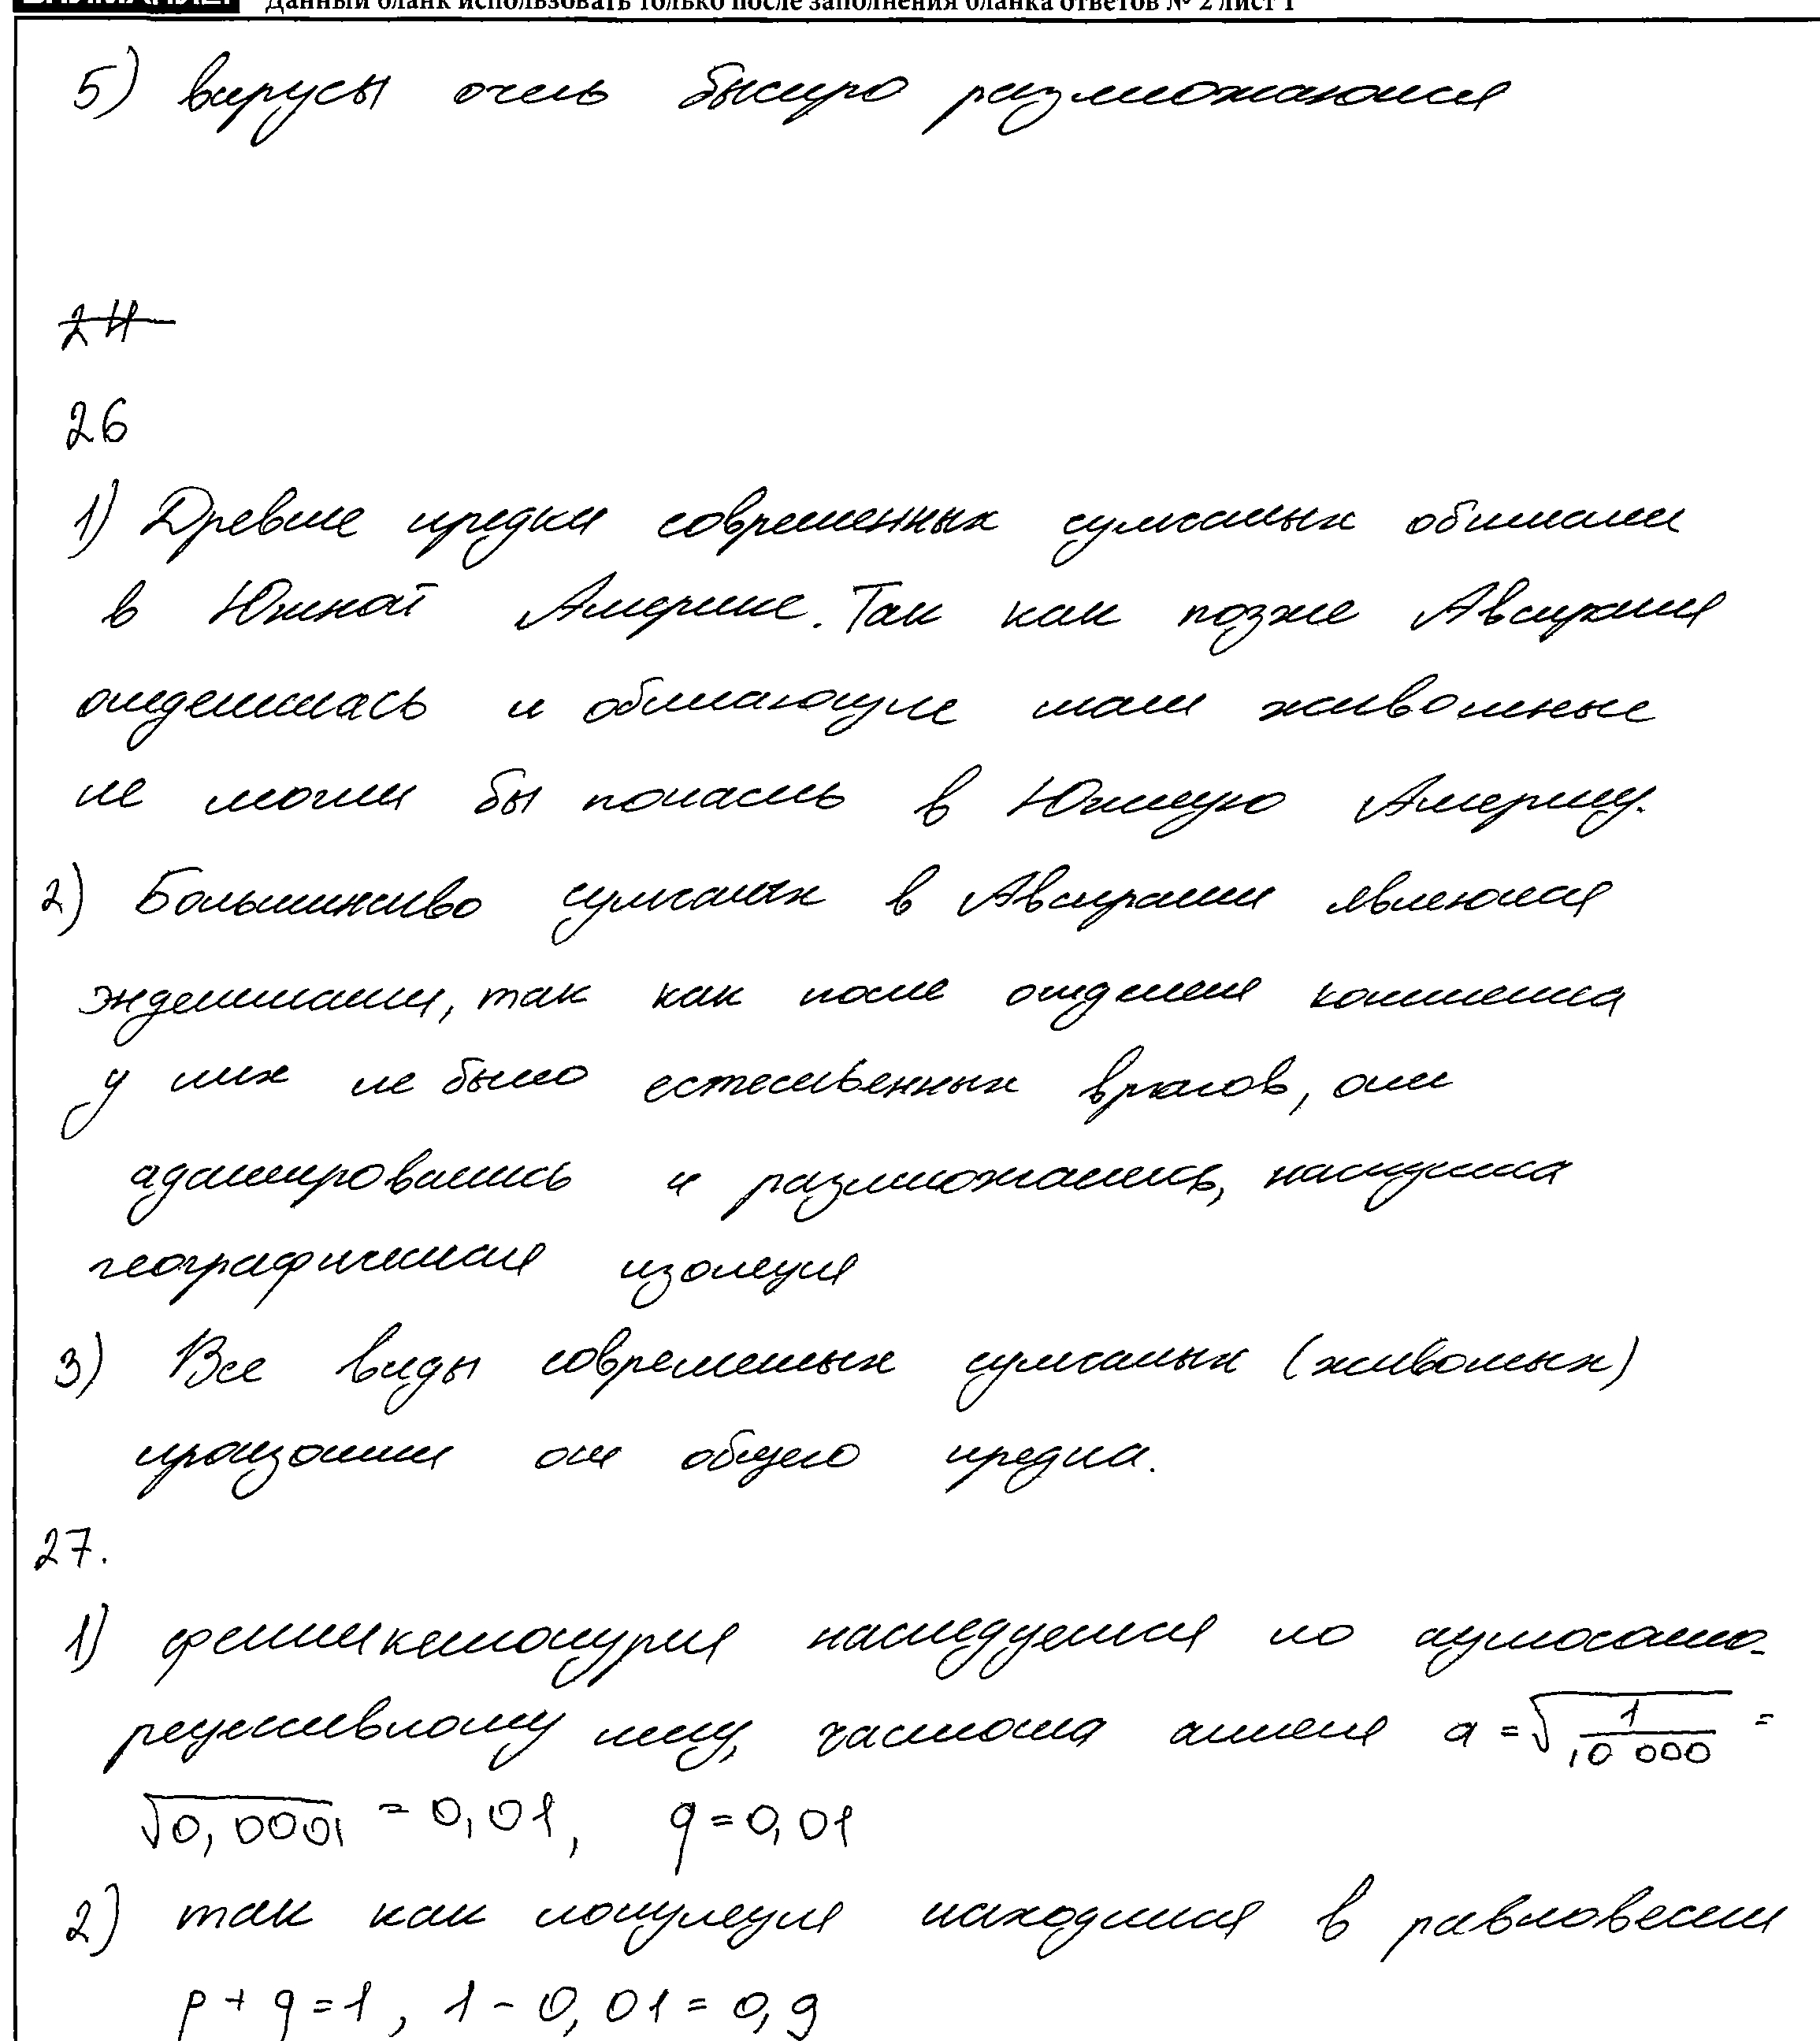 Данный бланк использовать только после заполнения бланка ответов № 2 лист 1
5) вирусы очень быстро размножаются
24
26
1) Древние предки современных сумчатых обитали
в Южной Америке. Так как позже Австралия
отделилась и обитающие там животные
не могли бы попасть в Южную Америку.
2) Большинство сумчатых в Австралии являются
эндемиками, так как после отделения континента
у них не было естественных врагов, они
адаптировались и размножались, наступила
географическая изоляция
3) Все виды современных сумчатых (животных)
произошли от общего предка.
27.
1) фенилкетонурия наследуется по аутосомно-
рецессивному типу, частота аллеля a = √(1/10 000) =
√0,0001 = 0,01, q = 0,01
2) так как популяция находится в равновесии
p + q = 1, 1 - 0,01 = 0,9